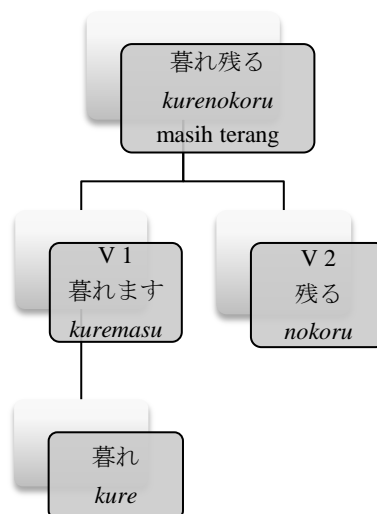 暮れ残る
kurenokoru
masih terang
V 1
暮れます
kuremasu
V 2
残る
nokoru
暮れ
kure